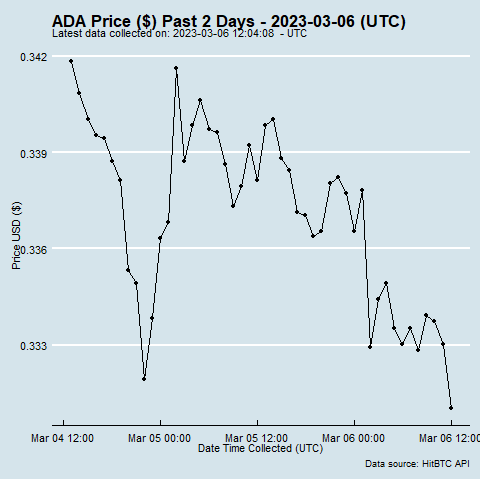 ADA Price ($) Past 2 Days - 2023-03-06 (UTC)
Latest data collected on: 2023-03-06 12:04:08  - UTC
0.342
0.339
0.336
0.333
Price USD ($)
Mar 04 12:00 Mar 05 00:00 Mar 05 12:00 Mar 06 00:00 Mar 06 12:00
Date Time Collected (UTC)
Data source: HitBTC API